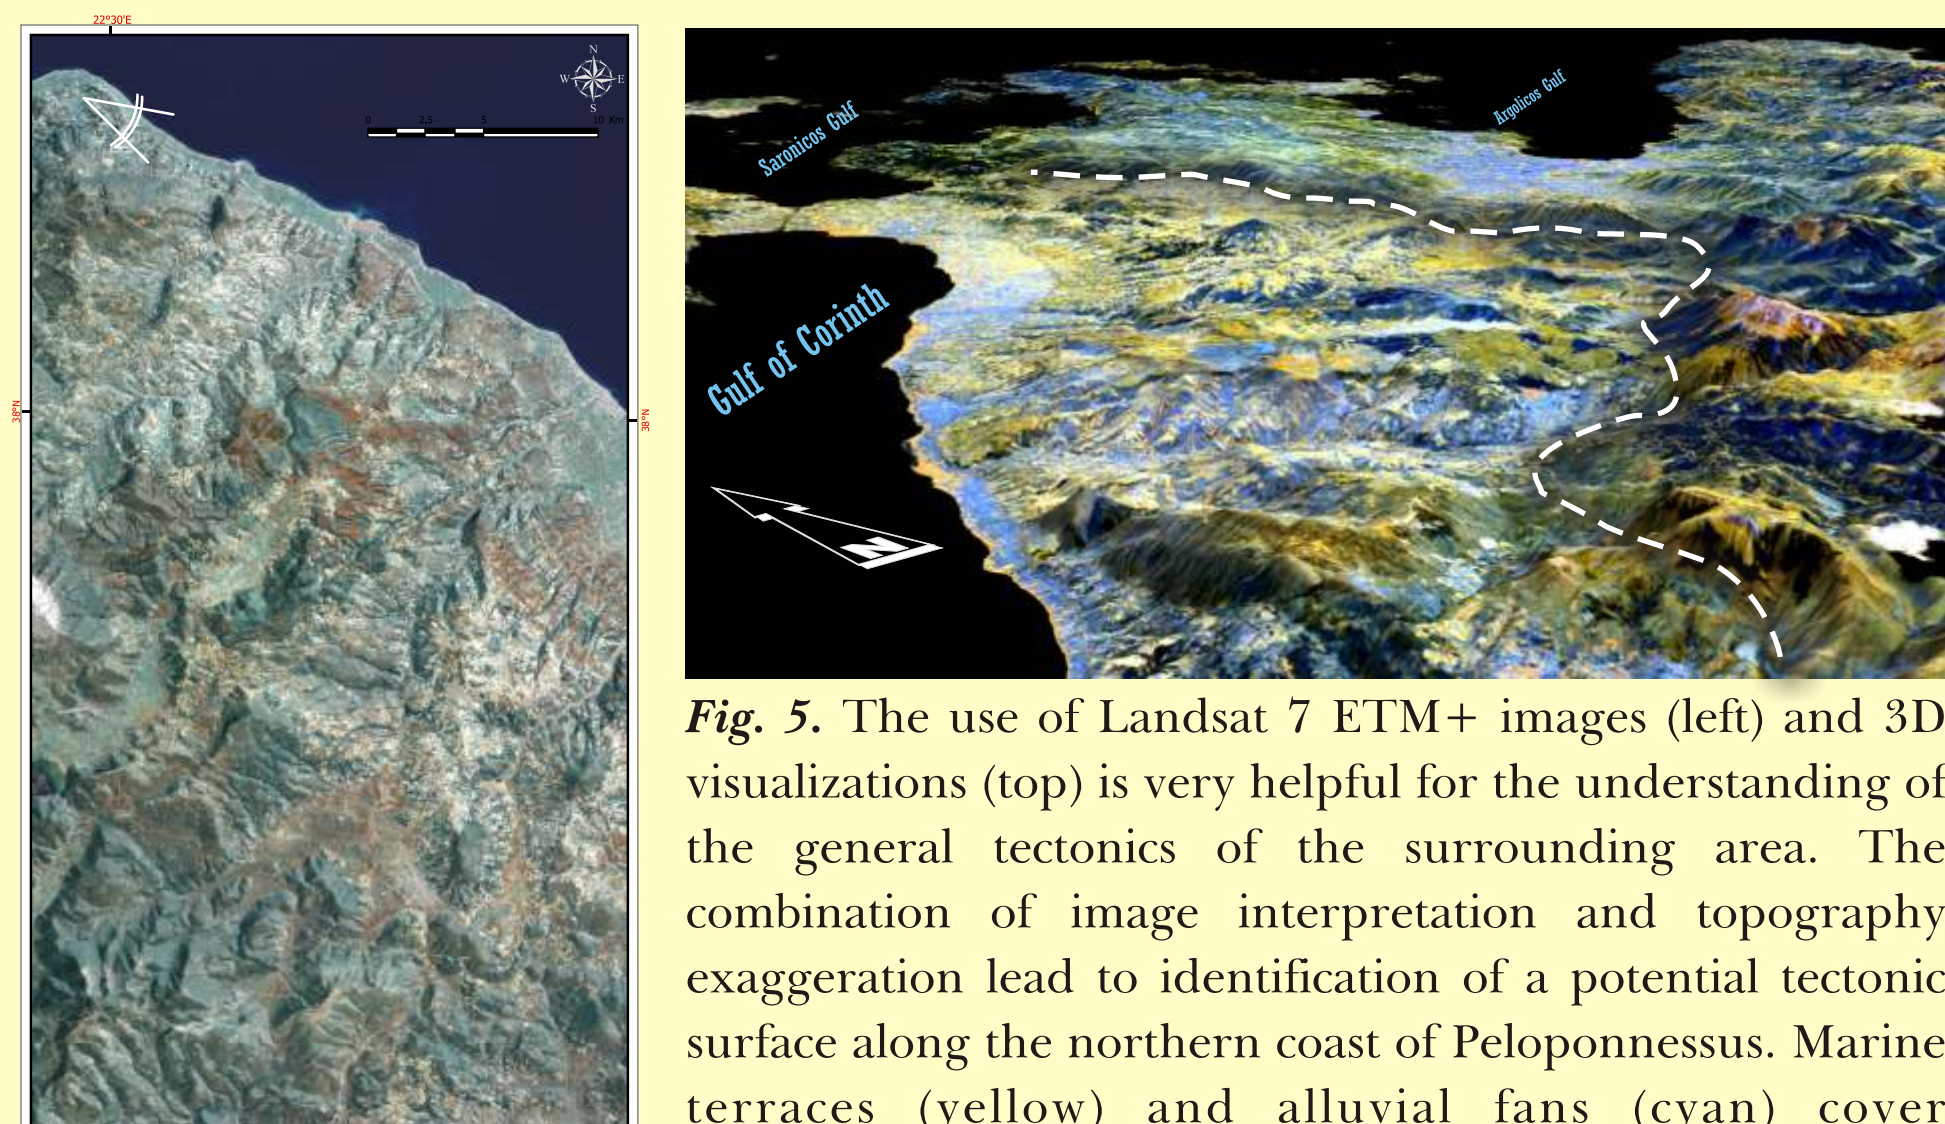 22°30'E
N
W E
S
0 2,5 5 10 Km
38°N
38°N
Saronicos Gulf
Argolicos Gulf
Gulf of Corinth
N
Fig. 5. The use of Landsat 7 ETM+ images (left) and 3D
visualizations (top) is very helpful for the understanding of
the general tectonics of the surrounding area. The
combination of image interpretation and topography
exaggeration lead to identification of a potential tectonic
surface along the northern coast of Peloponnessus. Marine
terraces (yellow) and alluvial fans (cyan) cover